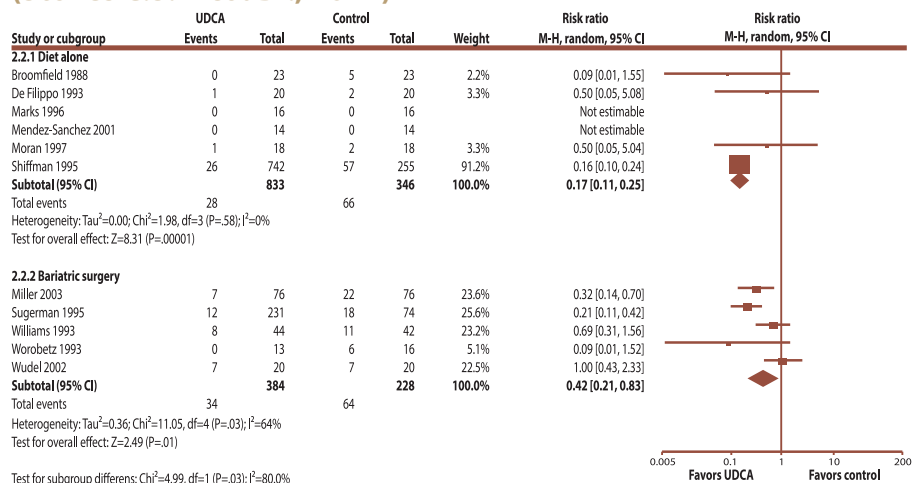 UDCA Control Risk ratio Risk ratio
Study or subgroup Events Total Events Total Weight M-H, random, 95% CI M-H, random, 95% CI
2.2.1 Diet alone
Broomfield 1988 0 23 5 23 2.2% 0.09 [0.01, 1.55]
De Filippo 1993 1 20 2 20 3.3% 0.50 [0.05, 5.08]
Marks 1996 0 16 0 16 Not estimable
Mendez-Sanchez 2001 0 14 0 14 Not estimable
Moran 1997 1 18 2 18 3.3% 0.50 [0.05, 5.04]
Shiffman 1995 26 742 57 255 91.2% 0.16 [0.10, 0.24]
Subtotal (95% CI) 833 346 100.0% 0.17 [0.11, 0.25]
Total events 28 66
Heterogeneity: Tau²=0.00; Chi²=1.98, df=3 (P=.58); I²=0%
Test for overall effect: Z=8.31 (P=.00001)
2.2.2 Bariatric surgery
Miller 2003 7 76 22 76 23.6% 0.32 [0.14, 0.70]
Sugerman 1995 12 231 18 74 25.6% 0.21 [0.11, 0.42]
Williams 1993 8 44 11 42 23.2% 0.69 [0.31, 1.56]
Worobetz 1993 0 13 6 16 5.1% 0.09 [0.01, 1.52]
Wudel 2002 7 20 7 20 22.5% 1.00 [0.43, 2.33]
Subtotal (95% CI) 384 228 100.0% 0.42 [0.21, 0.83]
Total events 34 64
Heterogeneity: Tau²=0.36; Chi²=11.05, df=4 (P=.03); I²=64%
Test for overall effect: Z=2.49 (P=.01)
0.005 0.1 1 10 200
Favors UDCA Favors control
Test for subgroup differens: Chi²=4.99, df=1 (P=.03); I²=80.0%